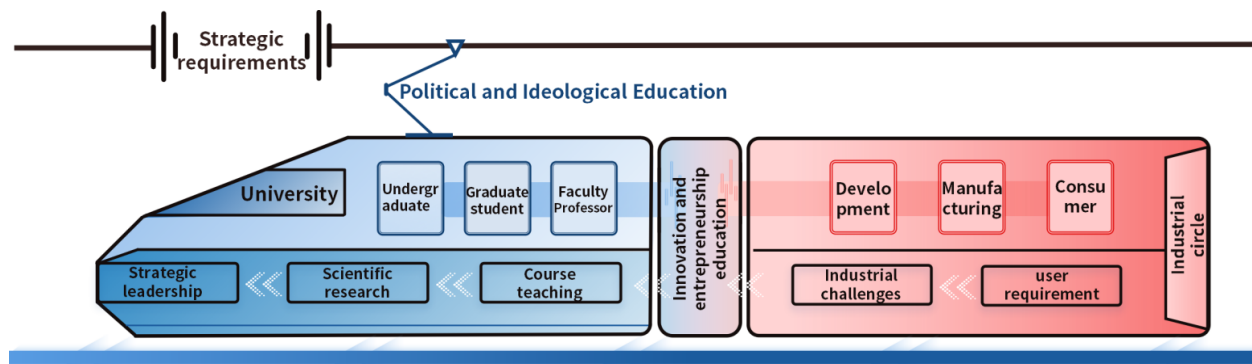 Strategic
requirements
Political and Ideological Education
University
Undergr
aduate
Graduate
student
Faculty
Professor
Innovation and
entrepreneurship
education
Develo
pment
Manufa
cturing
Consu
mer
Industrial
circle
Strategic
leadership
Scientific
research
Course
teaching
Industrial
challenges
user
requirement